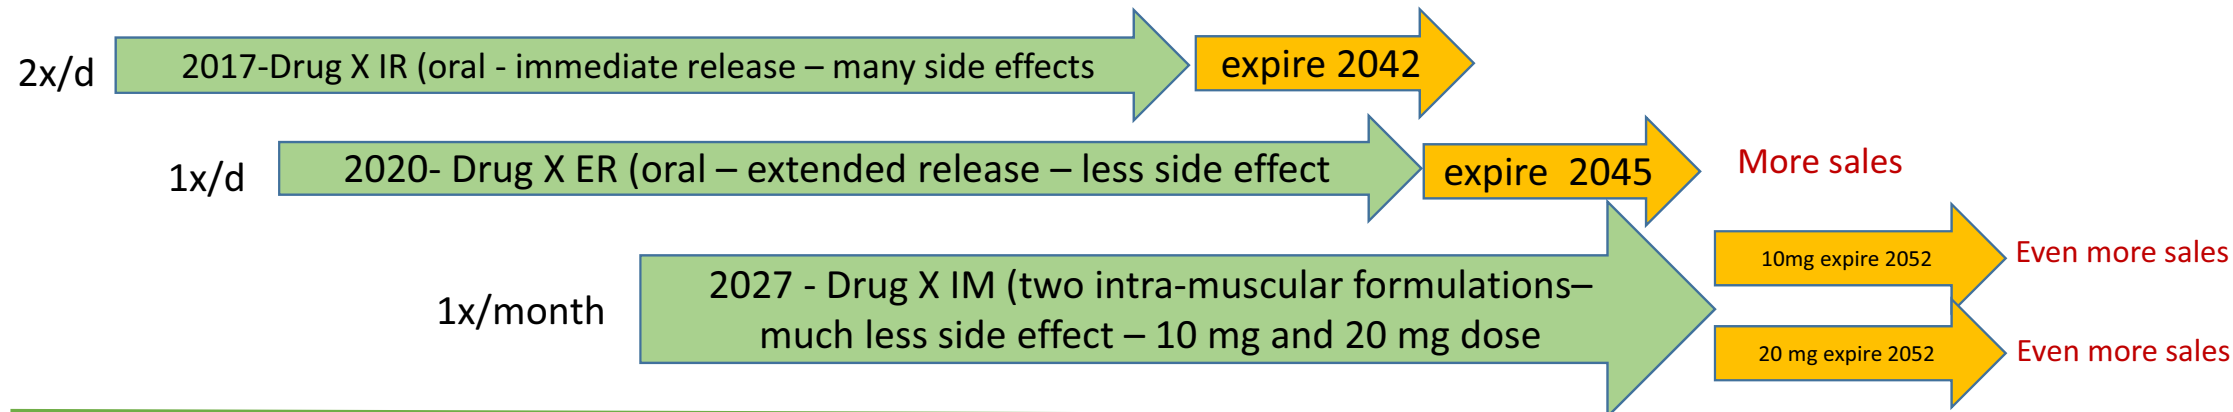 2x/d
2017-Drug X IR (oral - immediate release – many side effects
expire 2042
1x/d
2020- Drug X ER (oral – extended release – less side effect
expire 2045
More sales
1x/month
2027 - Drug X IM (two intra-muscular formulations–
much less side effect – 10 mg and 20 mg dose
10mg expire 2052
Even more sales
20 mg expire 2052
Even more sales